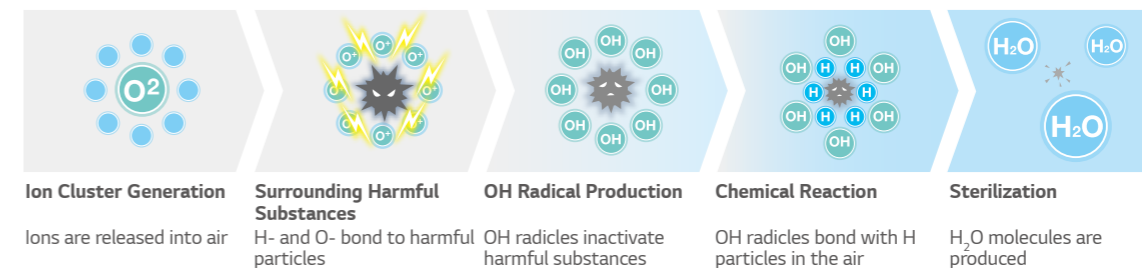 O²
O⁺ O⁺ O⁺ O⁺ O⁺ O⁺ O⁺ O⁺
OH OH OH OH OH OH OH OH
OH OH H H OH H H OH H H OH OH
H₂O H₂O H₂O
Ion Cluster Generation
Ions are released into air
Surrounding Harmful
Substances
H- and O- bond to harmful
particles
OH Radical Production
OH radicles inactivate
harmful substances
Chemical Reaction
OH radicles bond with H
particles in the air
Sterilization
H₂O molecules are
produced